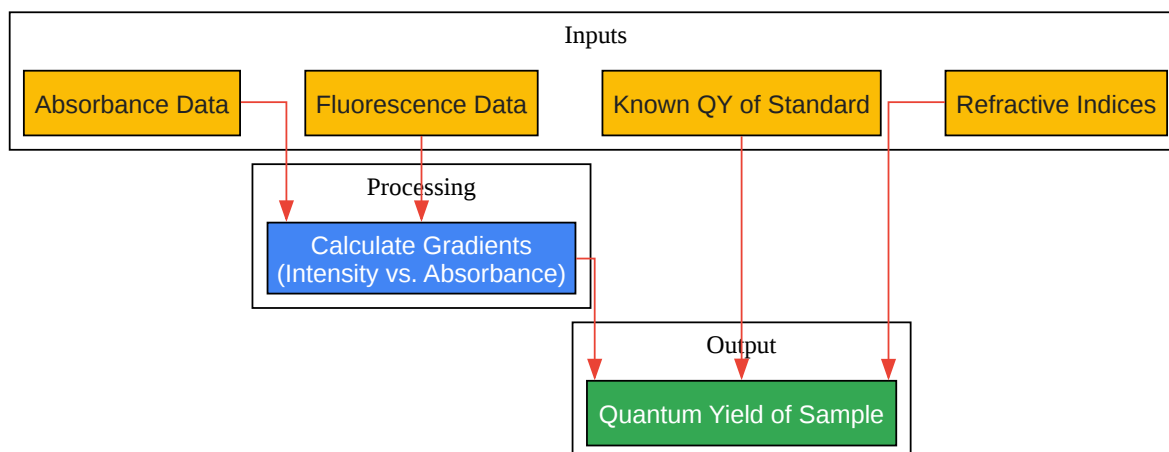 Inputs
Absorbance Data
Fluorescence Data
Known QY of Standard
Refractive Indices
Processing
Calculate Gradients
(Intensity vs. Absorbance)
Output
Quantum Yield of Sample